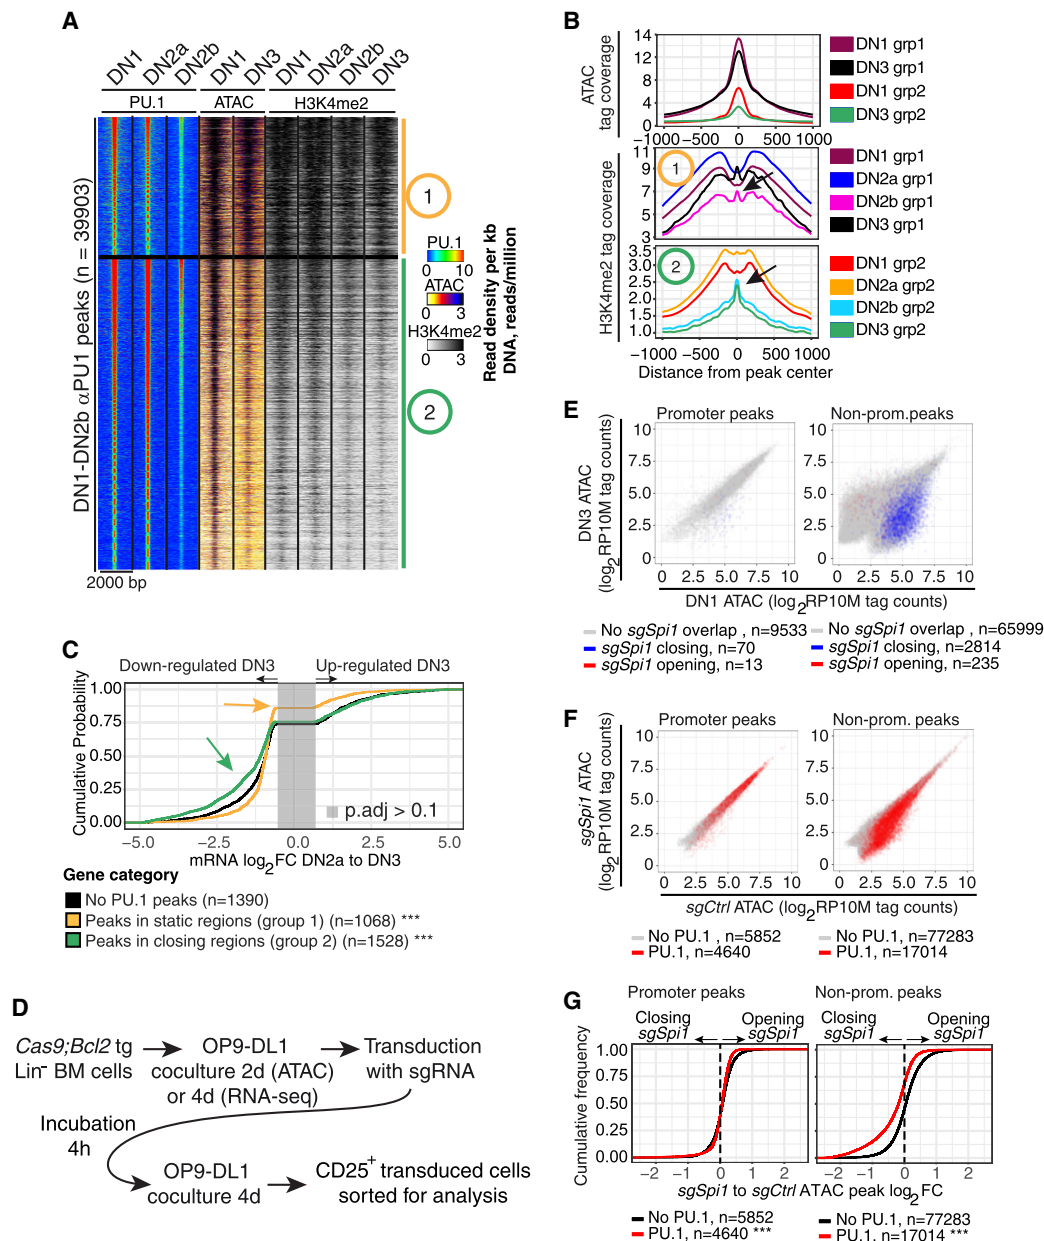 A
DN1 DN2a DN2b DN1 DN3 DN1 DN2a DN2b DN3
PU.1 ATAC H3K4me2
DN1-DN2b αPU1 peaks (n = 39903)
1
2
PU.1
0 10
ATAC
0 3
H3K4me2
0 3
Read density per kb
DNA, reads/million
2000 bp
B
ATAC
tag coverage
14
12
8
4
0
−1000 −500 0 500 1000
DN1 grp1
DN3 grp1
DN1 grp2
DN3 grp2
H3K4me2 tag coverage
1
11
9
7
5
3
DN1 grp1
DN2a grp1
DN2b grp1
DN3 grp1
2
3.5
3.0
2.5
2.0
1.5
1.0
DN1 grp2
DN2a grp2
DN2b grp2
DN3 grp2
−1000 −500 0 500 1000
Distance from peak center
C
Down-regulated DN3 Up-regulated DN3
Cumulative Probability
1.00
0.75
0.50
0.25
0.00
p.adj > 0.1
−5.0 −2.5 0.0 2.5 5.0
mRNA log2FC DN2a to DN3
Gene category
No PU.1 peaks (n=1390)
Peaks in static regions (group 1) (n=1068) ***
Peaks in closing regions (group 2) (n=1528) ***
D
Cas9;Bcl2 tg
Lin− BM cells
OP9-DL1
coculture 2d (ATAC)
or 4d (RNA-seq)
Transduction
with sgRNA
Incubation
4h
OP9-DL1
coculture 4d
CD25+ transduced cells
sorted for analysis
E
Promoter peaks Non-prom.peaks
DN3 ATAC
(log2RP10M tag counts)
10
7.5
5.0
2.5
0
10
7.5
5.0
2.5
0
0 2.5 5.0 7.5 10 0 2.5 5.0 7.5 10
DN1 ATAC (log2RP10M tag counts)
No sgSpi1 overlap , n=9533
sgSpi1 closing, n=70
sgSpi1 opening, n=13
No sgSpi1 overlap , n=65999
sgSpi1 closing, n=2814
sgSpi1 opening, n=235
F
Promoter peaks Non-prom. peaks
sgSpi1 ATAC
(log2RP10M tag counts)
10
7.5
5.0
2.5
0
10
7.5
5.0
2.5
0
0 2.5 5.0 7.5 10 0 2.5 5.0 7.5 10
sgCtrl ATAC (log2RP10M tag counts)
No PU.1 , n=5852
PU.1, n=4640
No PU.1, n=77283
PU.1, n=17014
G
Promoter peaks Non-prom. peaks
Closing
sgSpi1
Opening
sgSpi1
Closing
sgSpi1
Opening
sgSpi1
Cumulative frequency
1.00
0.75
0.50
0.25
0.00
−2 −1 0 1 2 −2 −1 0 1 2
sgSpi1 to sgCtrl ATAC peak log2 FC
No PU.1, n=5852
PU.1, n=4640 ***
No PU.1, n=77283
PU.1, n=17014 ***